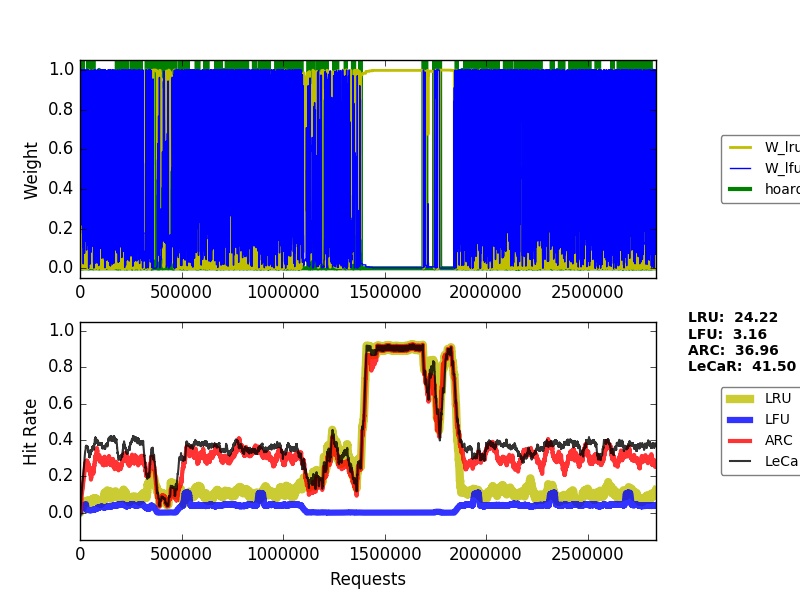 1.0
0.8
0.6
0.4
0.2
0.0
Weight
0 500000 1000000 1500000 2000000 2500000
W_lru
W_lfu
hoard
LRU: 24.22
LFU: 3.16
ARC: 36.96
LeCaR: 41.50
1.0
0.8
0.6
0.4
0.2
0.0
Hit Rate
0 500000 1000000 1500000 2000000 2500000
Requests
LRU
LFU
ARC
LeCa